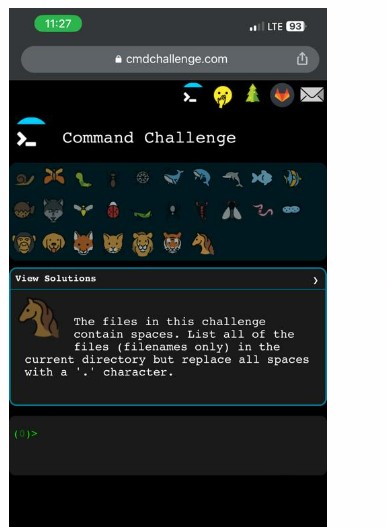 11:27
LTE 93
cmdchallenge.com
Command Challenge
View Solutions
The files in this challenge
contain spaces. List all of the
files (filenames only) in the
current directory but replace all spaces
with a '.' character.
(0)>